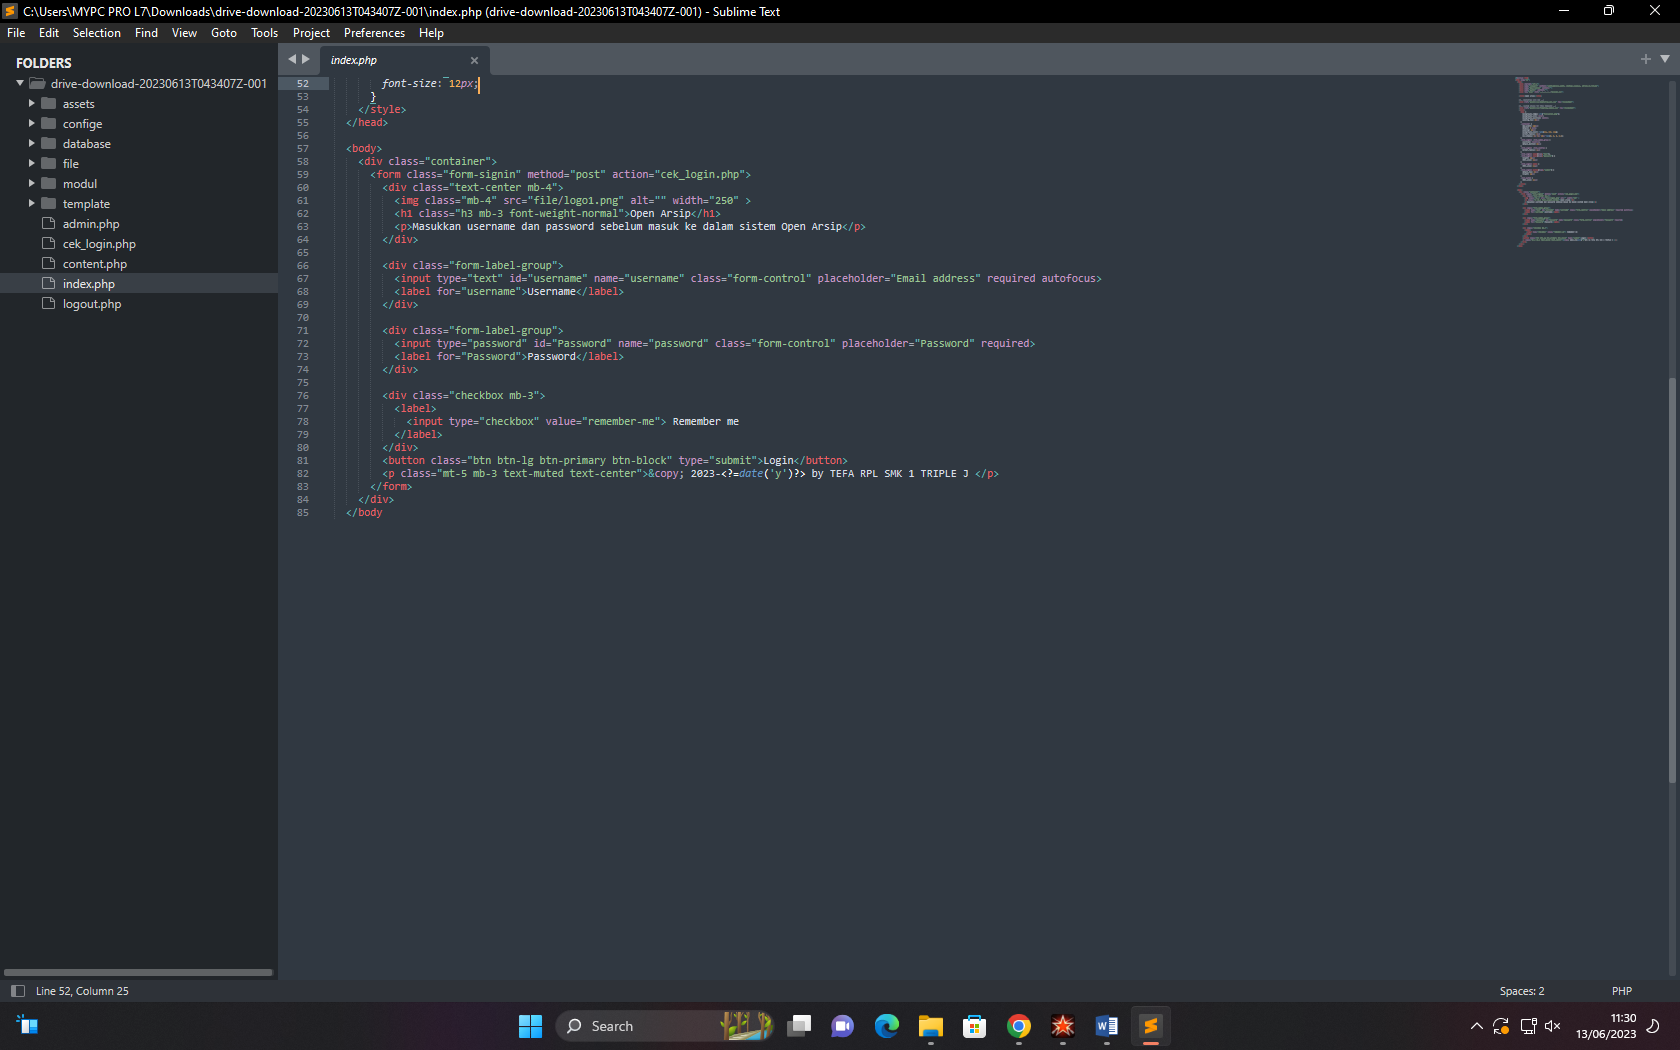 C:\Users\MYPC PRO L7\Downloads\drive-download-20230613T043407Z-001\index.php (drive-download-20230613T043407Z-001) - Sublime Text
File Edit Selection Find View Goto Tools Project Preferences Help
FOLDERS
drive-download-20230613T043407Z-001
assets
confige
database
file
modul
template
admin.php
cek_login.php
content.php
index.php
logout.php
index.php
52 font-size: 12px;
53 }
54 </style>
55 </head>
56
57 <body>
58 <div class="container">
59 <form class="form-signin" method="post" action="cek_login.php">
60 <div class="text-center mb-4">
61 <img class="mb-4" src="file/logo1.png" alt="" width="250" >
62 <h1 class="h3 mb-3 font-weight-normal">Open Arsip</h1>
63 <p>Masukkan username dan password sebelum masuk ke dalam sistem Open Arsip</p>
64 </div>
65
66 <div class="form-label-group">
67 <input type="text" id="username" name="username" class="form-control" placeholder="Email address" required autofocus>
68 <label for="username">Username</label>
69 </div>
70
71 <div class="form-label-group">
72 <input type="password" id="Password" name="password" class="form-control" placeholder="Password" required>
73 <label for="Password">Password</label>
74 </div>
75
76 <div class="checkbox mb-3">
77 <label>
78 <input type="checkbox" value="remember-me"> Remember me
79 </label>
80 </div>
81 <button class="btn btn-lg btn-primary btn-block" type="submit">Login</button>
82 <p class="mt-5 mb-3 text-muted text-center">&copy; 2023-<?=date('y')?> by TEFA RPL SMK 1 TRIPLE J </p>
83 </form>
84 </div>
85 </body
Line 52, Column 25
Spaces: 2
PHP
Search
11:30
13/06/2023